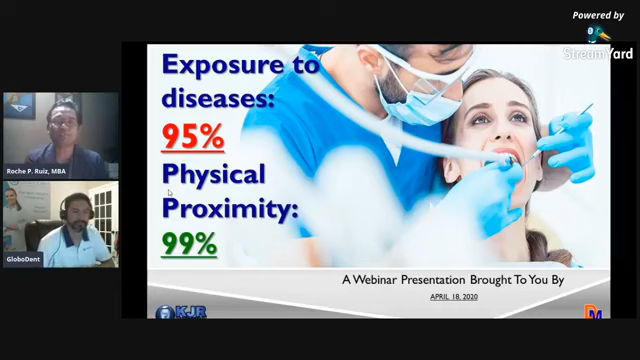 Powered by
StreamYard
Exposure to
diseases:
95%
Physical
Proximity:
99%
Roche P. Ruiz, MBA
GloboDent
A Webinar Presentation Brought To You By
APRIL 18, 2020
KJR
DM